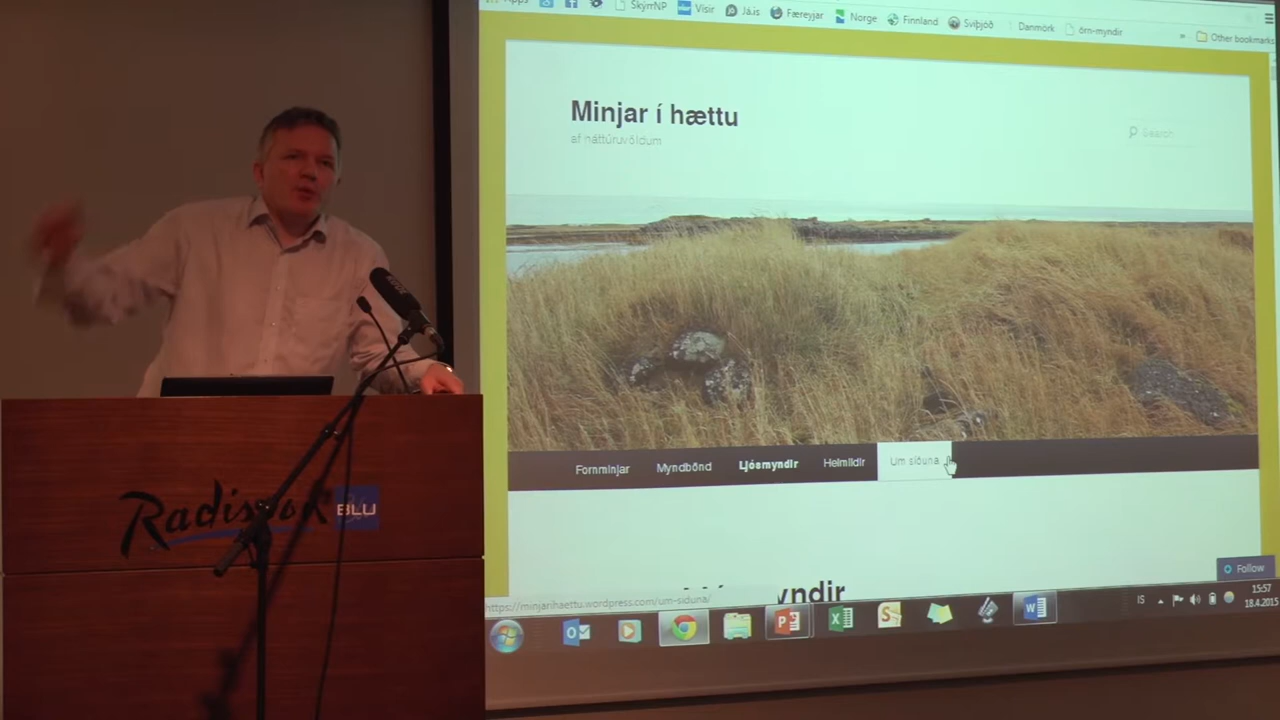 Apps SkýrrNP Vísir Já.is Færeyjar Norge Finnland Svíþjóð Danmörk örn-myndir » Other bookmarks
Minjar í hættu
af náttúruvöldum
Search
Fornminjar Myndbönd Ljósmyndir Heimildir Um síðuna
Follow
https://minjarihaettu.wordpress.com/um-siduna/
IS 15:57
18.4.2015
Radisson BLU